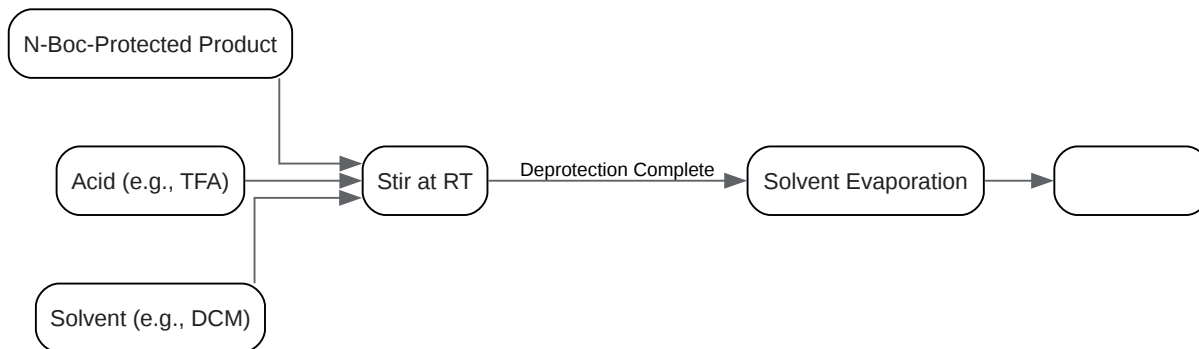 N-Boc-Protected Product
Acid (e.g., TFA)
Stir at RT
Deprotection Complete
Solvent Evaporation
Solvent (e.g., DCM)